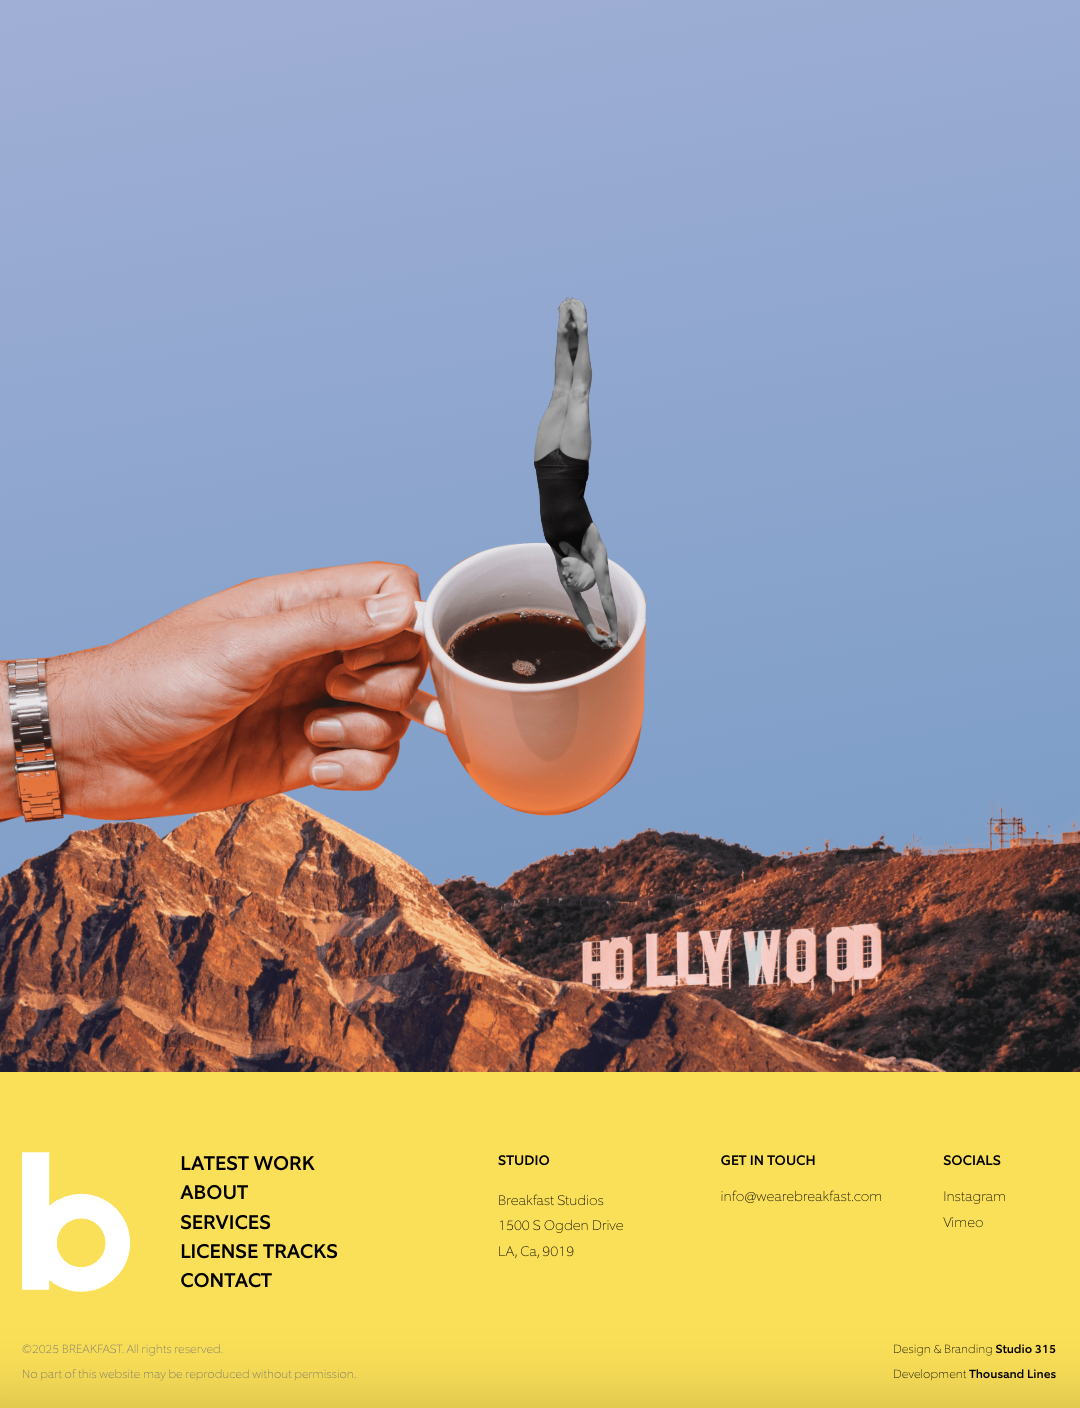 HOLLYWOOD
b
LATEST WORK
ABOUT
SERVICES
LICENSE TRACKS
CONTACT
STUDIO
Breakfast Studios
1500 S Ogden Drive
LA, Ca, 9019
GET IN TOUCH
info@wearebreakfast.com
SOCIALS
Instagram
Vimeo
©2025 BREAKFAST. All rights reserved.
No part of this website may be reproduced without permission.
Design & Branding Studio 315
Development Thousand Lines